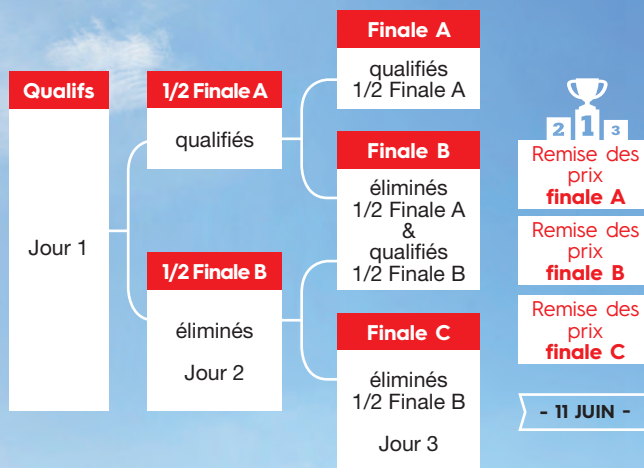 Qualifs
Jour 1
1/2 Finale A
qualifiés
1/2 Finale B
éliminés
Jour 2
Finale A
qualifiés
1/2 Finale A
Finale B
éliminés
1/2 Finale A
&
qualifiés
1/2 Finale B
Finale C
éliminés
1/2 Finale B
Jour 3
2 1 3
Remise des
prix
finale A
Remise des
prix
finale B
Remise des
prix
finale C
- 11 JUIN -